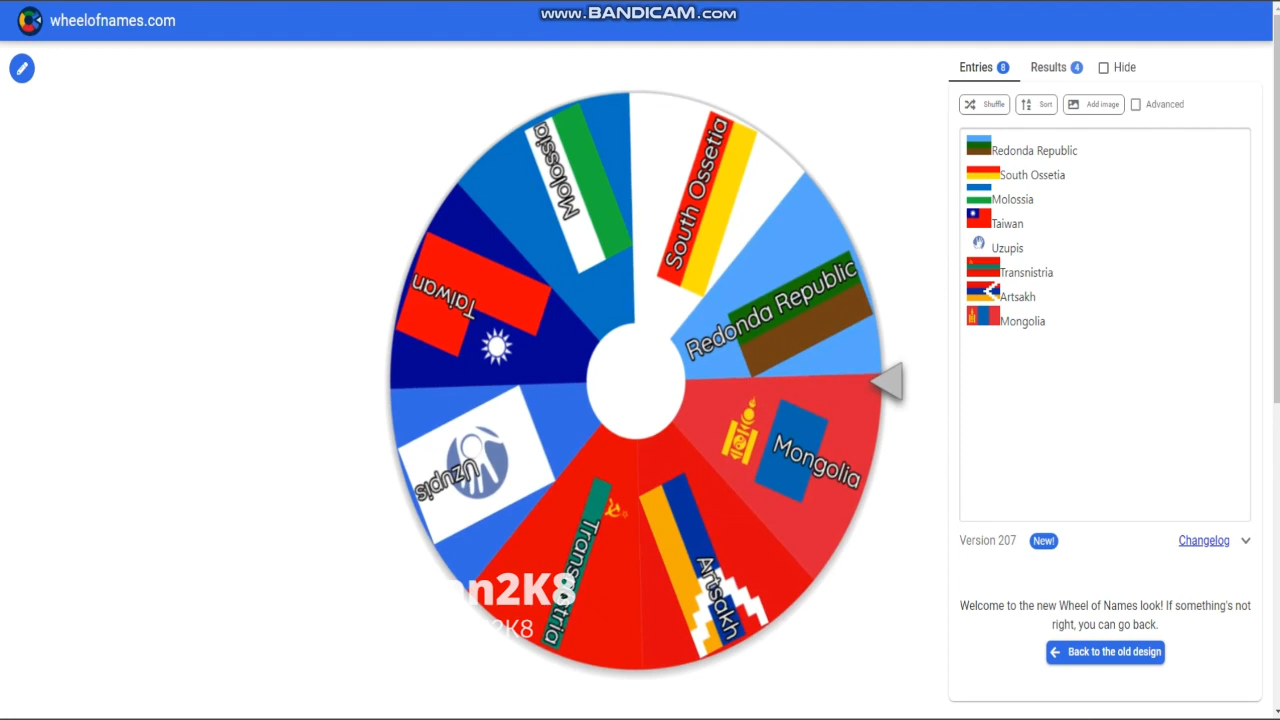 www.BANDICAM.com
wheelofnames.com
Entries 8
Results 4
Hide
Shuffle
Sort
Add image
Advanced
Redonda Republic
South Ossetia
Molossia
Taiwan
Uzupis
Transnistria
Artsakh
Mongolia
Version 207
New!
Changelog
Welcome to the new Wheel of Names look! If something's not
right, you can go back.
Back to the old design
South Ossetia
Redonda Republic
Mongolia
Artsakh
Uzupis
Taiwan
Molossia